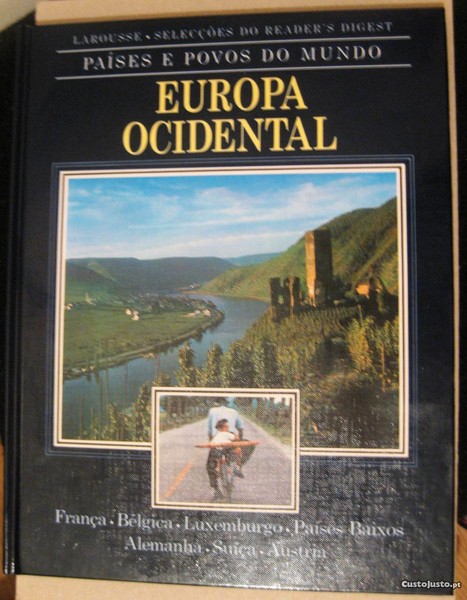 LAROUSSE • SELECÇÕES DO READER'S DIGEST
PAÍSES E POVOS DO MUNDO
EUROPA
OCIDENTAL
França • Bélgica • Luxemburgo • Países Baixos
Alemanha • Suíça • Áustria
CustoJusto.pt